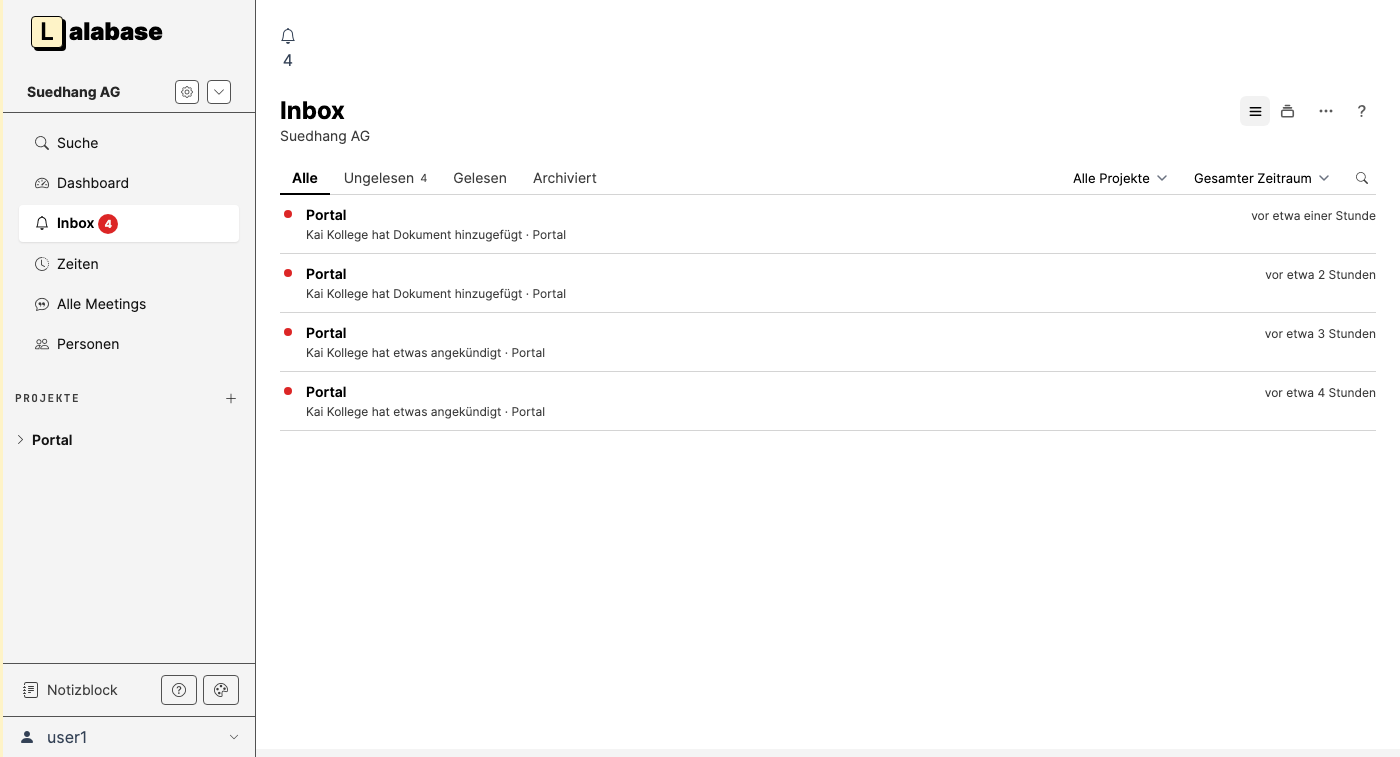 Lalabase
Suedhang AG
Suche
Dashboard
Inbox 4
Zeiten
Alle Meetings
Personen
PROJEKTE
Portal
Notizblock
user1
4
Inbox
Suedhang AG
?
Alle Ungelesen 4 Gelesen Archiviert Alle Projekte Gesamter Zeitraum
Portal vor etwa einer Stunde
Kai Kollege hat Dokument hinzugefügt · Portal
Portal vor etwa 2 Stunden
Kai Kollege hat Dokument hinzugefügt · Portal
Portal vor etwa 3 Stunden
Kai Kollege hat etwas angekündigt · Portal
Portal vor etwa 4 Stunden
Kai Kollege hat etwas angekündigt · Portal